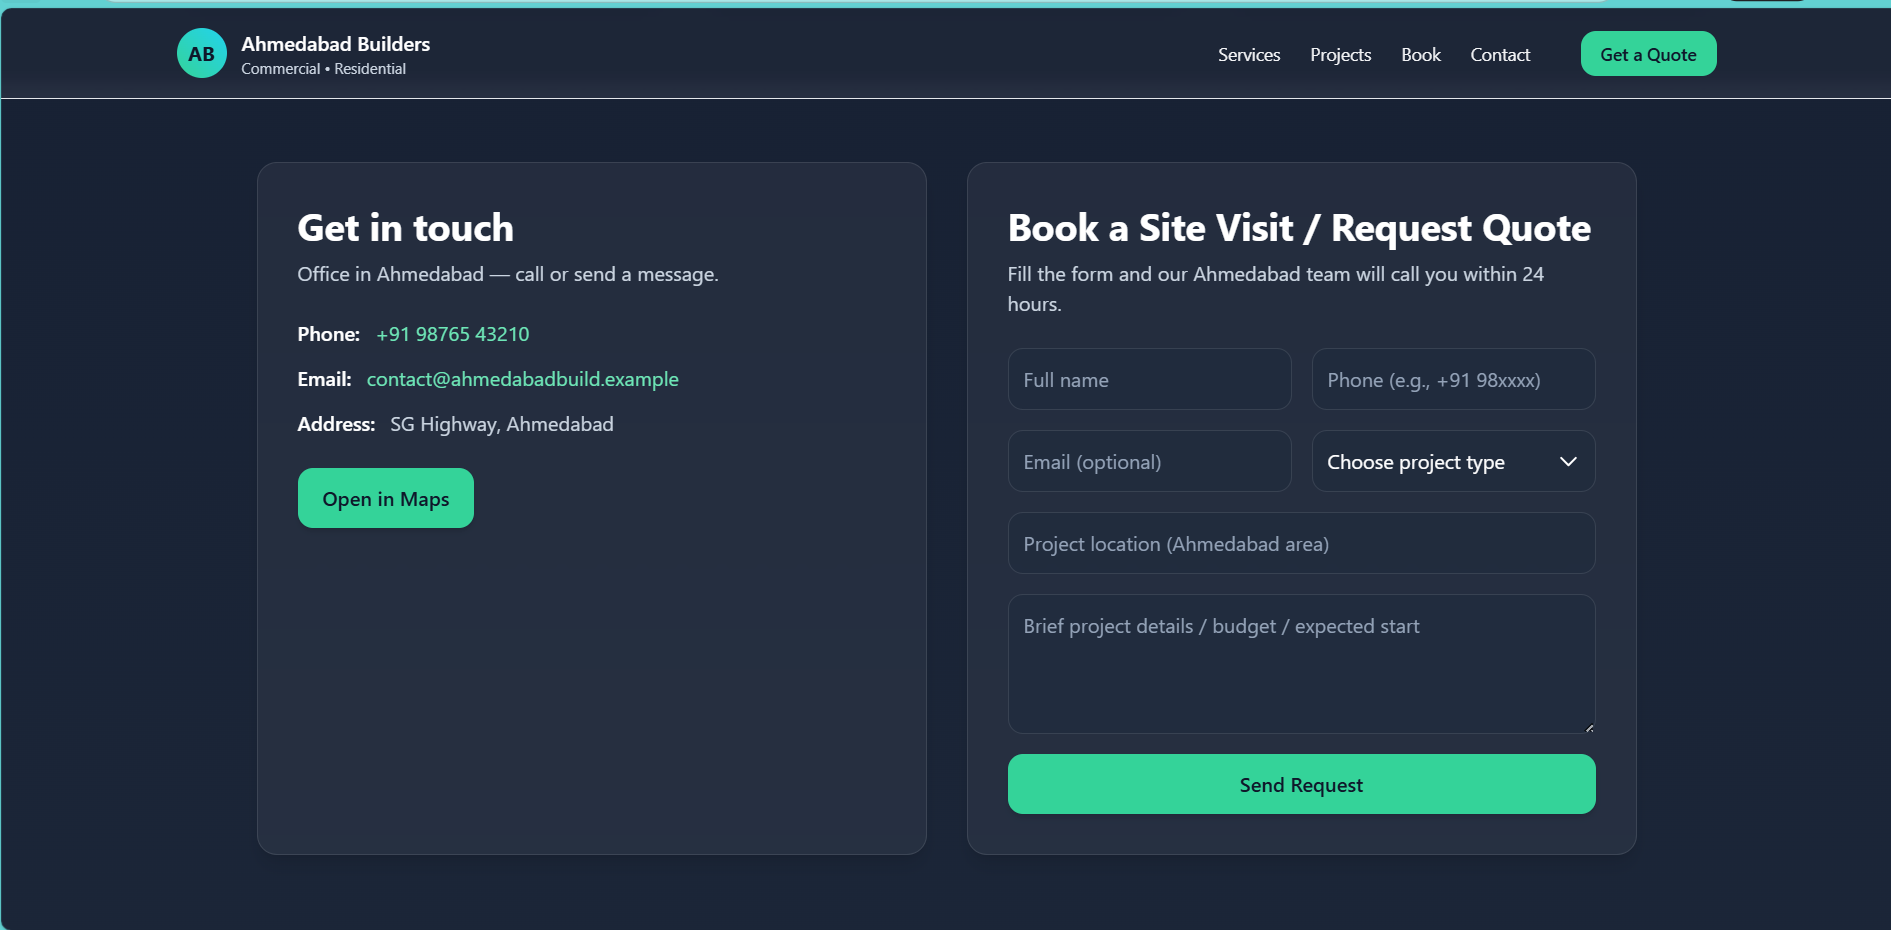 AB
Ahmedabad Builders
Commercial • Residential
Services
Projects
Book
Contact
Get a Quote
Get in touch
Office in Ahmedabad — call or send a message.
Phone: +91 98765 43210
Email: contact@ahmedabadbuild.example
Address: SG Highway, Ahmedabad
Open in Maps
Book a Site Visit / Request Quote
Fill the form and our Ahmedabad team will call you within 24
hours.
Full name
Phone (e.g., +91 98xxxx)
Email (optional)
Choose project type
Project location (Ahmedabad area)
Brief project details / budget / expected start
Send Request